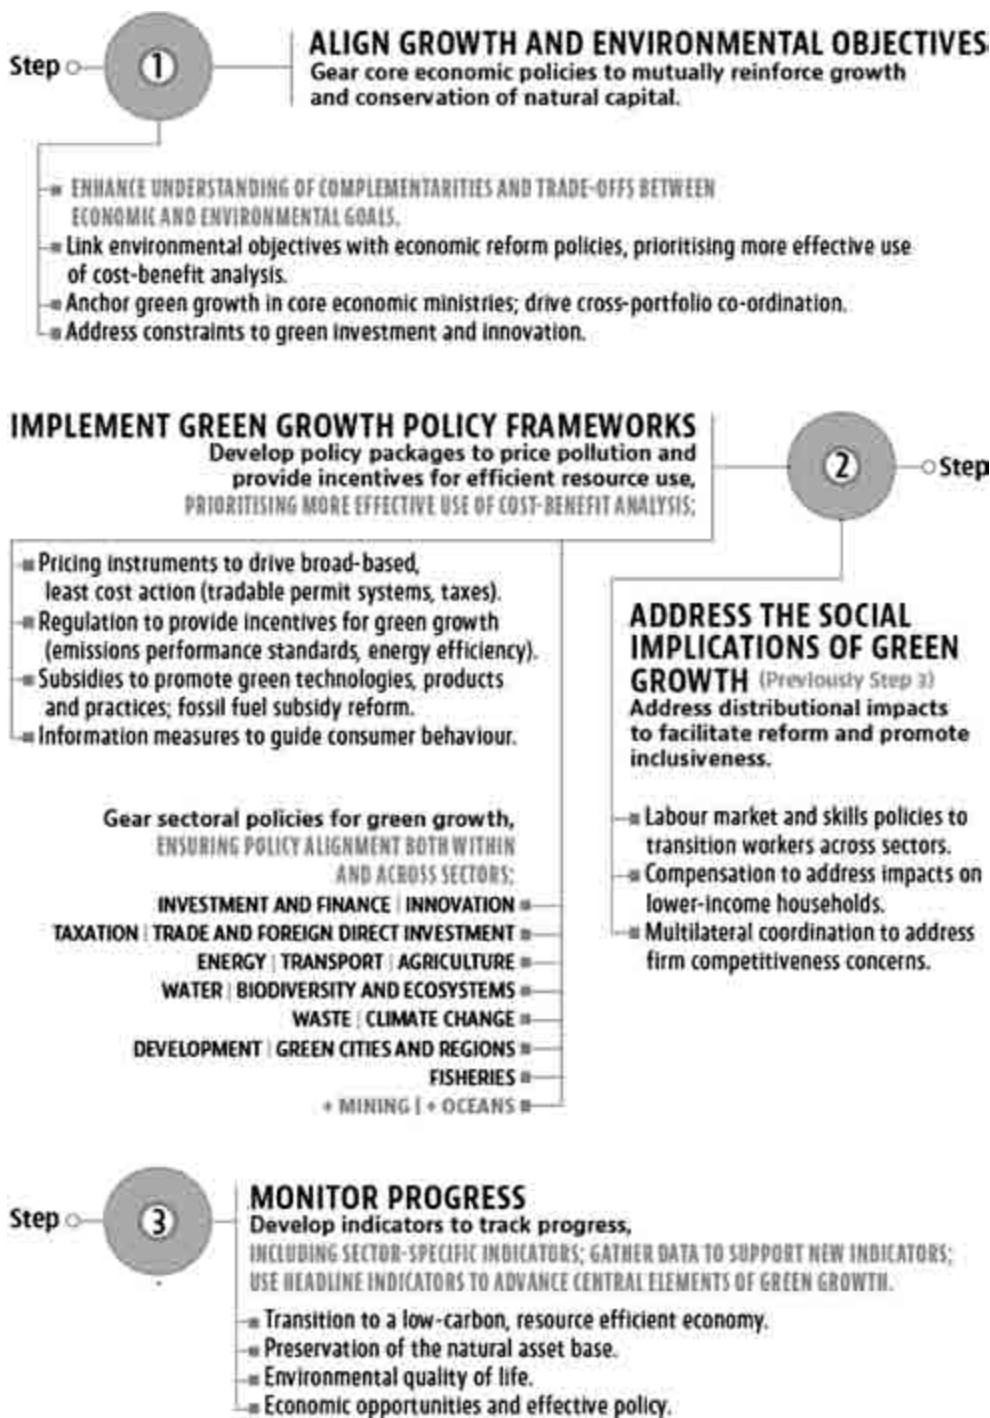 Step
1
ALIGN GROWTH AND ENVIRONMENTAL OBJECTIVES
Gear core economic policies to mutually reinforce growth
and conservation of natural capital.
ENHANCE UNDERSTANDING OF COMPLEMENTARITIES AND TRADE-OFFS BETWEEN
ECONOMIC AND ENVIRONMENTAL GOALS.
Link environmental objectives with economic reform policies, prioritising more effective use
of cost-benefit analysis.
Anchor green growth in core economic ministries; drive cross-portfolio co-ordination.
Address constraints to green investment and innovation.
IMPLEMENT GREEN GROWTH POLICY FRAMEWORKS
Develop policy packages to price pollution and
provide incentives for efficient resource use,
PRIORITISING MORE EFFECTIVE USE OF COST-BENEFIT ANALYSIS:
2
Step
Pricing instruments to drive broad-based,
least cost action (tradable permit systems, taxes).
Regulation to provide incentives for green growth
(emissions performance standards, energy efficiency).
Subsidies to promote green technologies, products
and practices; fossil fuel subsidy reform.
Information measures to guide consumer behaviour.
Gear sectoral policies for green growth,
ENSURING POLICY ALIGNMENT BOTH WITHIN
AND ACROSS SECTORS:
INVESTMENT AND FINANCE | INNOVATION
TAXATION | TRADE AND FOREIGN DIRECT INVESTMENT
ENERGY | TRANSPORT | AGRICULTURE
WATER | BIODIVERSITY AND ECOSYSTEMS
WASTE | CLIMATE CHANGE
DEVELOPMENT | GREEN CITIES AND REGIONS
FISHERIES
+ MINING | + OCEANS
ADDRESS THE SOCIAL
IMPLICATIONS OF GREEN
GROWTH (Previously Step 3)
Address distributional impacts
to facilitate reform and promote
inclusiveness.
Labour market and skills policies to
transition workers across sectors.
Compensation to address impacts on
lower-income households.
Multilateral coordination to address
firm competitiveness concerns.
Step
3
MONITOR PROGRESS
Develop indicators to track progress,
INCLUDING SECTOR-SPECIFIC INDICATORS; GATHER DATA TO SUPPORT NEW INDICATORS;
USE HEADLINE INDICATORS TO ADVANCE CENTRAL ELEMENTS OF GREEN GROWTH.
Transition to a low-carbon, resource efficient economy.
Preservation of the natural asset base.
Environmental quality of life.
Economic opportunities and effective policy.